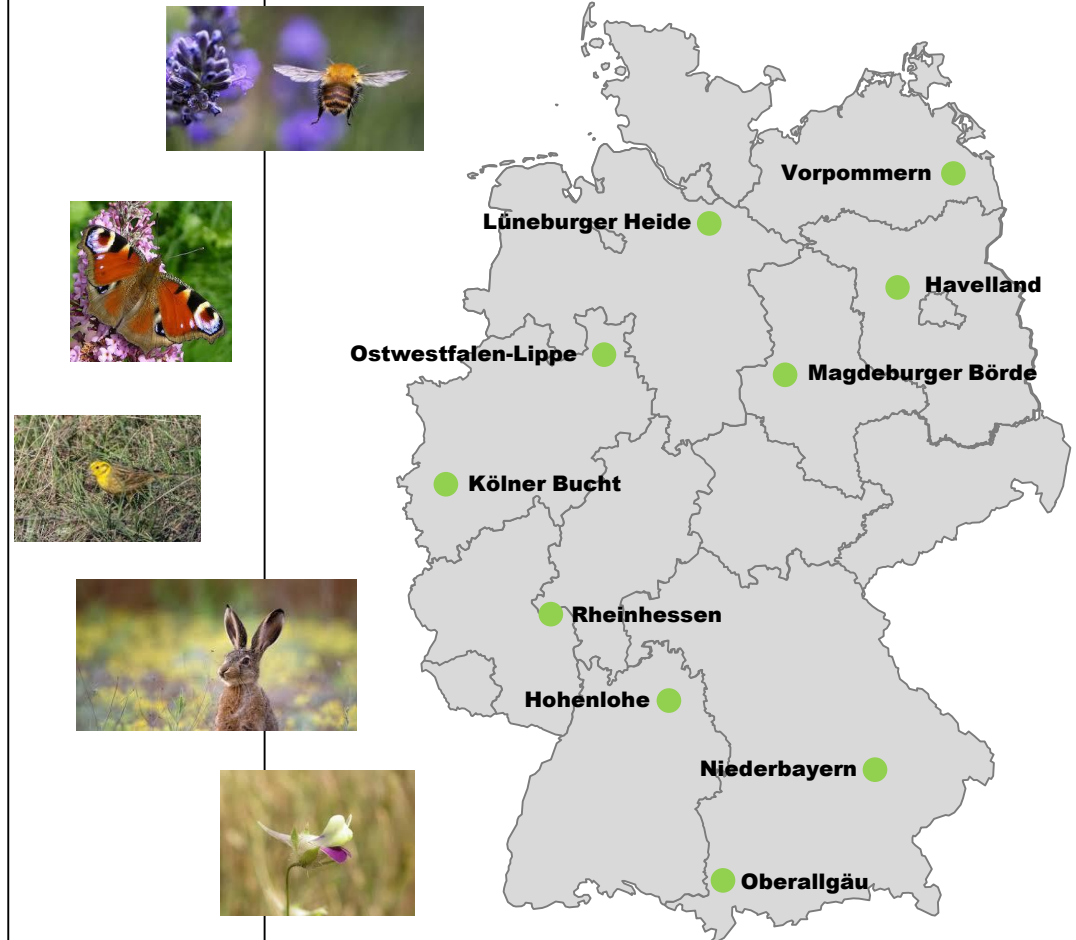 Vorpommern
Lüneburger Heide
Havelland
Ostwestfalen-Lippe
Magdeburger Börde
Kölner Bucht
Rheinhessen
Hohenlohe
Niederbayern
Oberallgäu